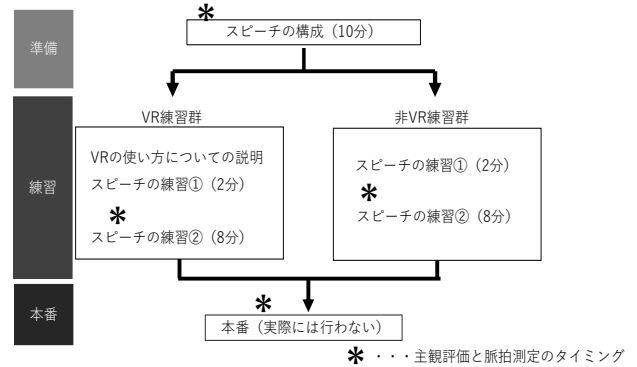 ＊
スピーチの構成（10分）
準備
VR練習群
非VR練習群
練習
VRの使い方についての説明
スピーチの練習①（2分）
＊
スピーチの練習②（8分）
スピーチの練習①（2分）
＊
スピーチの練習②（8分）
本番
＊
本番（実際には行わない）
＊ ・・・主観評価と脈拍測定のタイミング